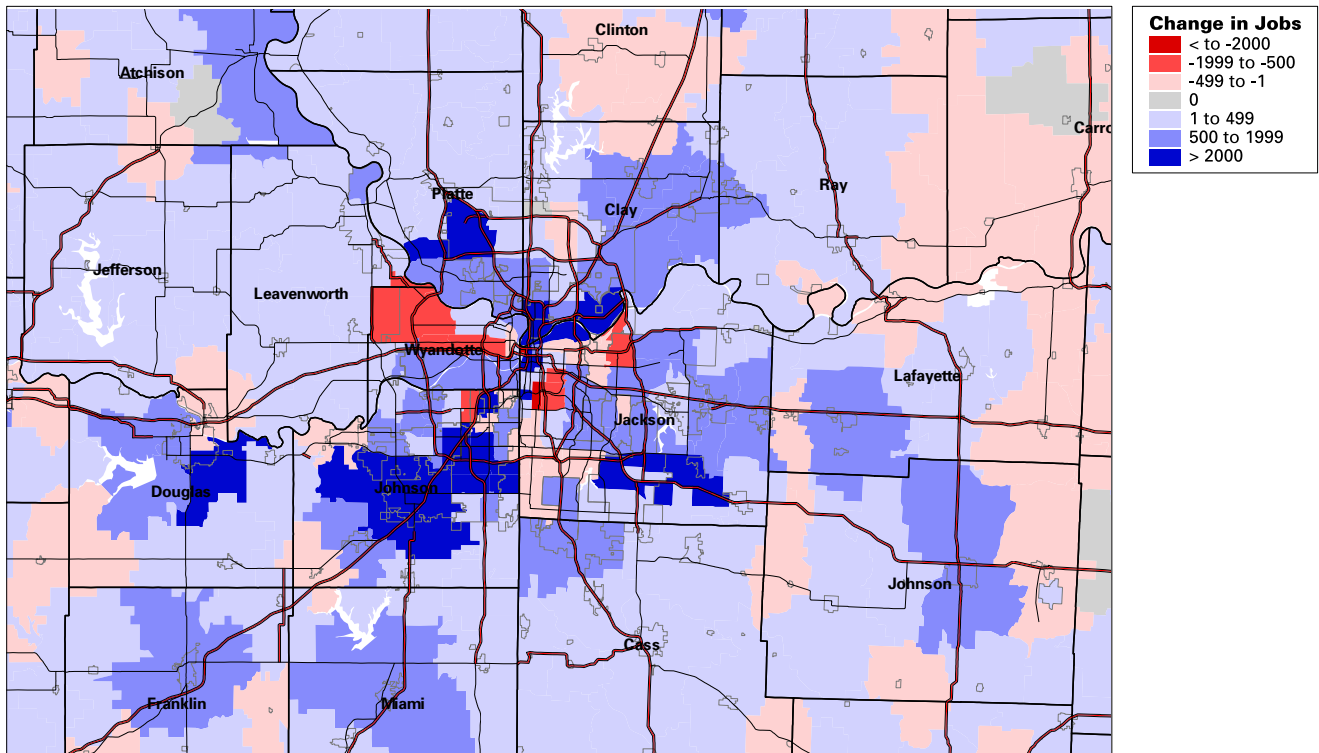 Change in Jobs
< to -2000
-1999 to -500
-499 to -1
0
1 to 499
500 to 1999
> 2000
Clinton
Atchison
Carro
Ray
Platte
Clay
Jefferson
Leavenworth
Wyandotte
Lafayette
Jackson
Johnson
Douglas
Johnson
Cass
Franklin
Miami